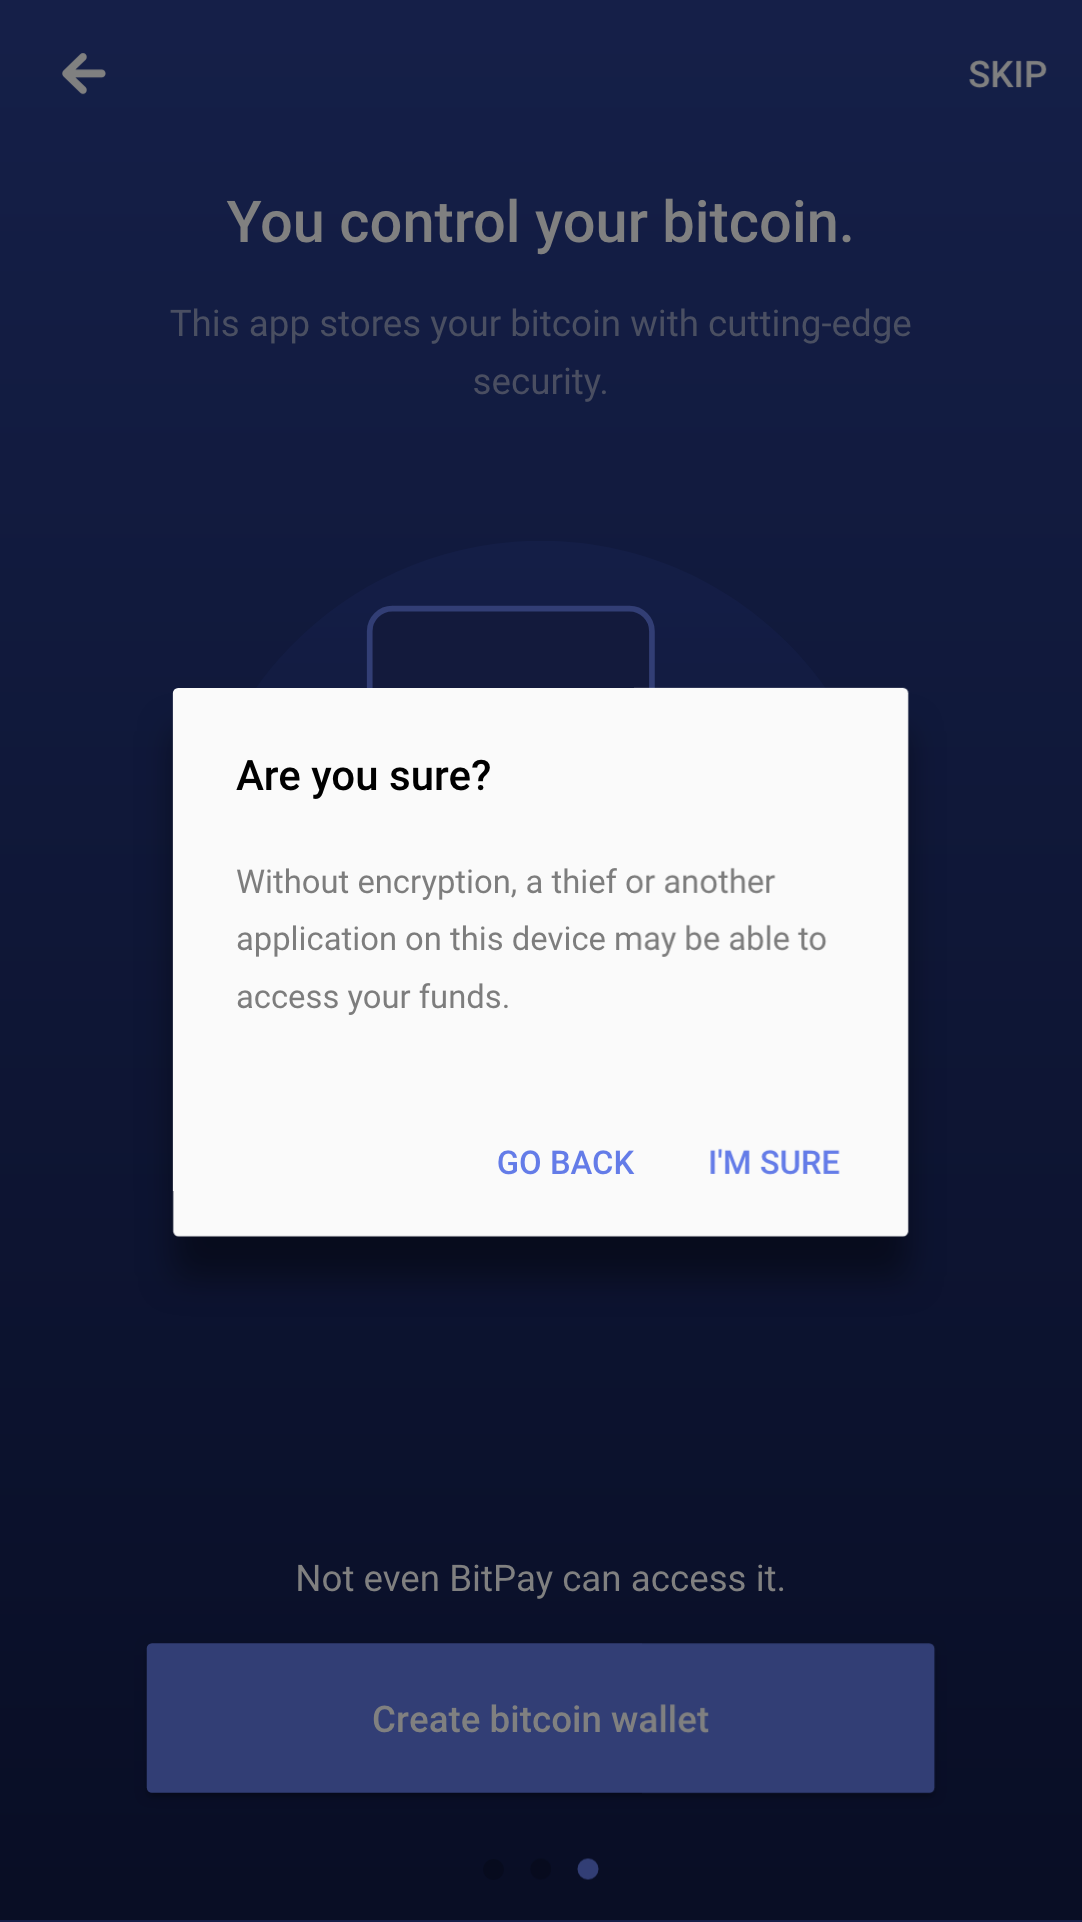 SKIP
You control your bitcoin.
This app stores your bitcoin with cutting-edge
security.
Are you sure?
Without encryption, a thief or another
application on this device may be able to
access your funds.
GO BACK
I'M SURE
Not even BitPay can access it.
Create bitcoin wallet